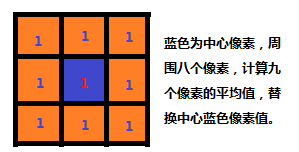 1 1 1
1 1 1
1 1 1
蓝色为中心像素，周
围八个像素，计算九
个像素的平均值，替
换中心蓝色像素值。